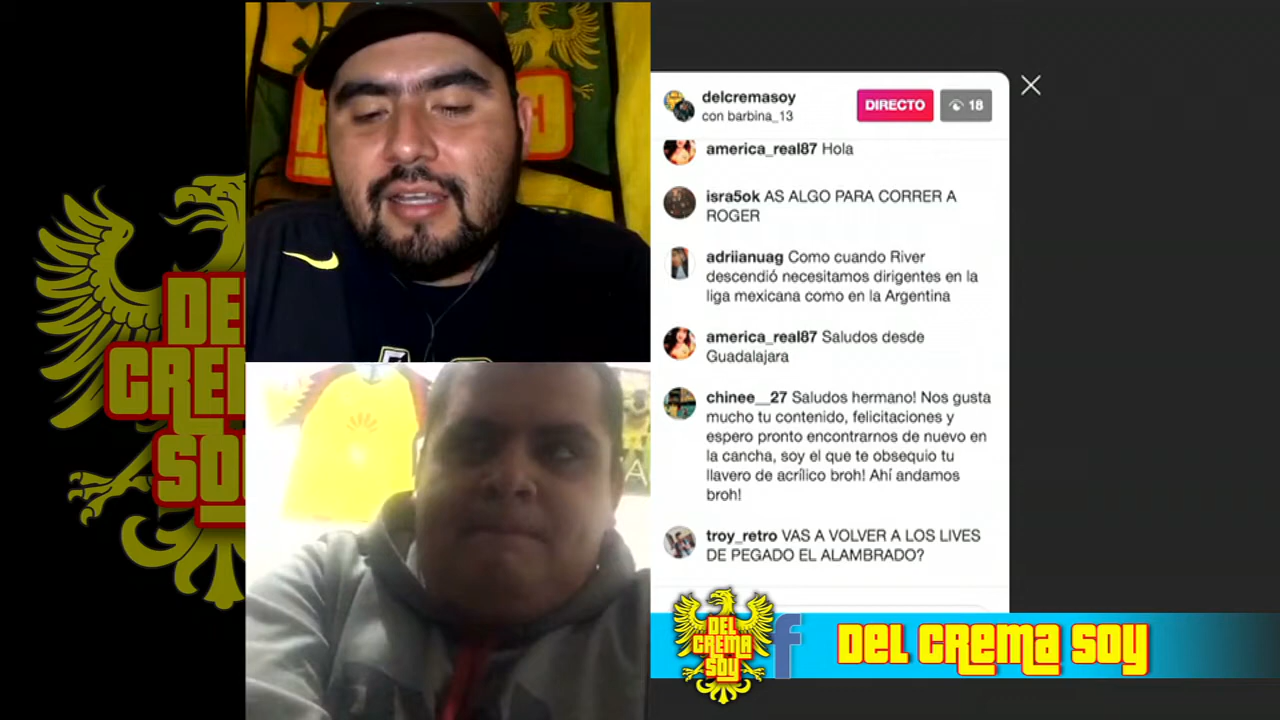 DEL
CREMA
SOY
delcremasoy
con barbina_13
DIRECTO
18
america_real87 Hola
isra5ok AS ALGO PARA CORRER A
ROGER
adriianuag Como cuando River
descendió necesitamos dirigentes en la
liga mexicana como en la Argentina
america_real87 Saludos desde
Guadalajara
chinee__27 Saludos hermano! Nos gusta
mucho tu contenido, felicitaciones y
espero pronto encontrarnos de nuevo en
la cancha, soy el que te obsequio tu
llavero de acrílico broh! Ahí andamos
broh!
troy_retro VAS A VOLVER A LOS LIVES
DE PEGADO EL ALAMBRADO?
DEL
CREMA
SOY
f
DEL CREMA SOY